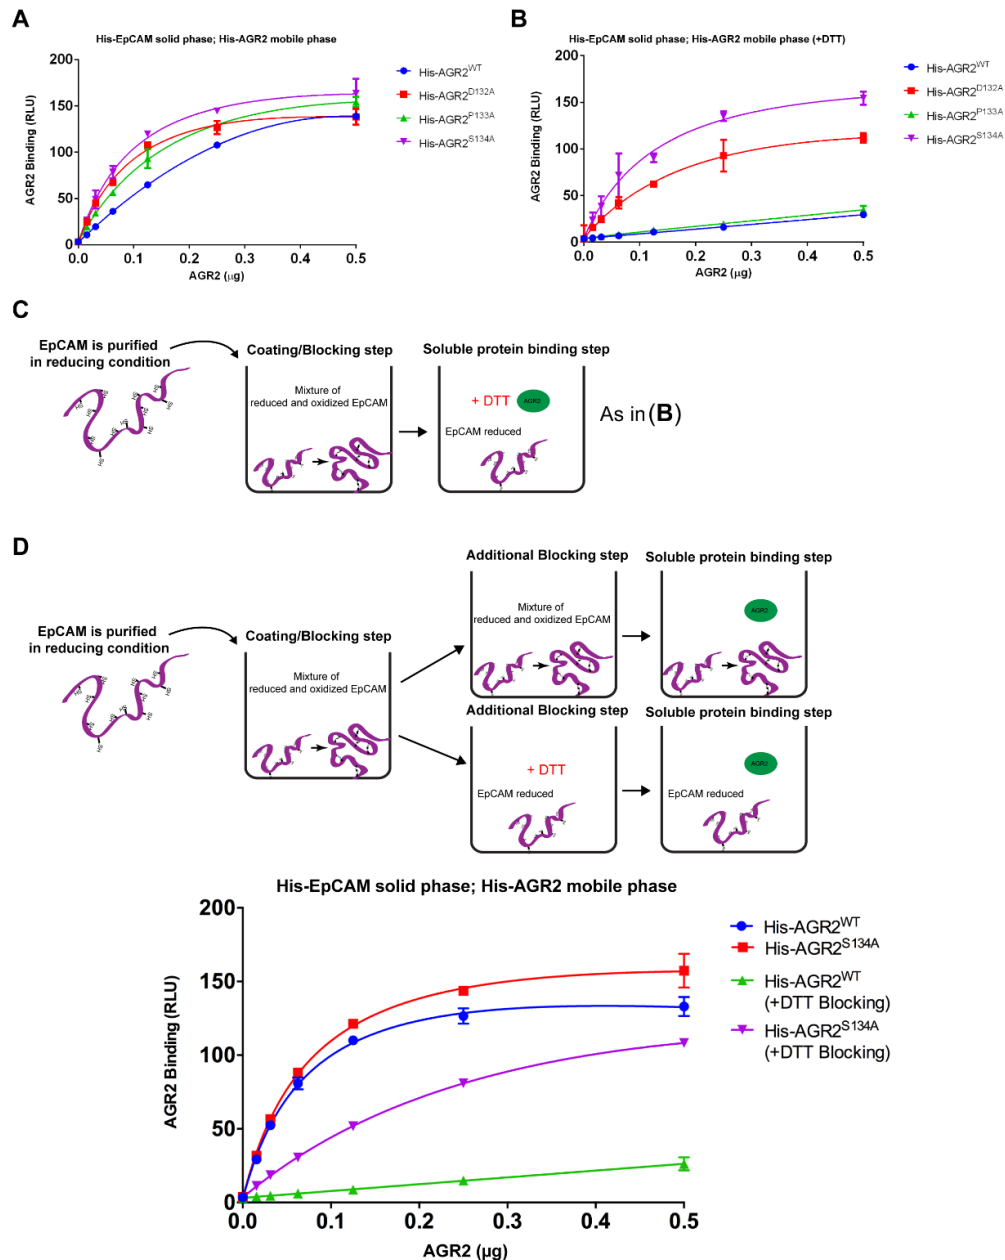 A
His-EpCAM solid phase; His-AGR2 mobile phase
AGR2 Binding (RLU)
200
150
100
50
0
0.0
0.1
0.2
0.3
0.4
0.5
AGR2 (µg)
His-AGR2WT
His-AGR2D132A
His-AGR2P133A
His-AGR2S134A
B
His-EpCAM solid phase; His-AGR2 mobile phase (+DTT)
AGR2 Binding (RLU)
200
150
100
50
0
0.0
0.1
0.2
0.3
0.4
0.5
AGR2 (µg)
His-AGR2WT
His-AGR2D132A
His-AGR2P133A
His-AGR2S134A
C
EpCAM is purified
in reducing condition
Coating/Blocking step
Mixture of
reduced and oxidized EpCAM
Soluble protein binding step
+ DTT
AGR2
EpCAM reduced
As in (B)
D
EpCAM is purified
in reducing condition
Coating/Blocking step
Mixture of
reduced and oxidized EpCAM
Additional Blocking step
Mixture of
reduced and oxidized EpCAM
Soluble protein binding step
AGR2
Additional Blocking step
+ DTT
EpCAM reduced
Soluble protein binding step
AGR2
EpCAM reduced
His-EpCAM solid phase; His-AGR2 mobile phase
AGR2 Binding (RLU)
200
150
100
50
0
0.0
0.1
0.2
0.3
0.4
0.5
AGR2 (µg)
His-AGR2WT
His-AGR2S134A
His-AGR2WT
(+DTT Blocking)
His-AGR2S134A
(+DTT Blocking)